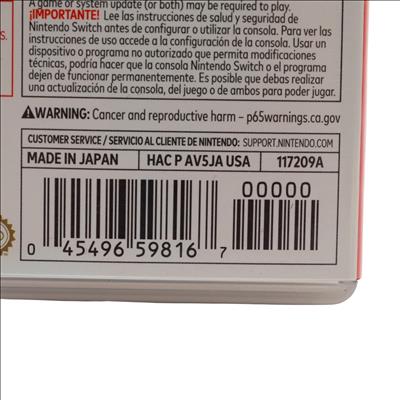 A game or system update (or both) may be required to play.
¡IMPORTANTE! Lee las instrucciones de salud y seguridad de
Nintendo Switch antes de configurar o utilizar la consola. Para ver las
instrucciones de uso accede a la configuración de la consola. Usar un
dispositivo o programa no autorizado que permita modificaciones
técnicas, podría hacer que la consola Nintendo Switch o el programa
dejen de funcionar permanentemente. Es posible que debas realizar
una actualización de la consola, del juego o de ambos para poder jugar.
S.
⚠WARNING: Cancer and reproductive harm – p65warnings.ca.gov
CUSTOMER SERVICE / SERVICIO AL CLIENTE DE NINTENDO: SUPPORT.NINTENDO.COM
MADE IN JAPAN HAC P AV5JA USA 117209A
00000
0 45496 59816 7